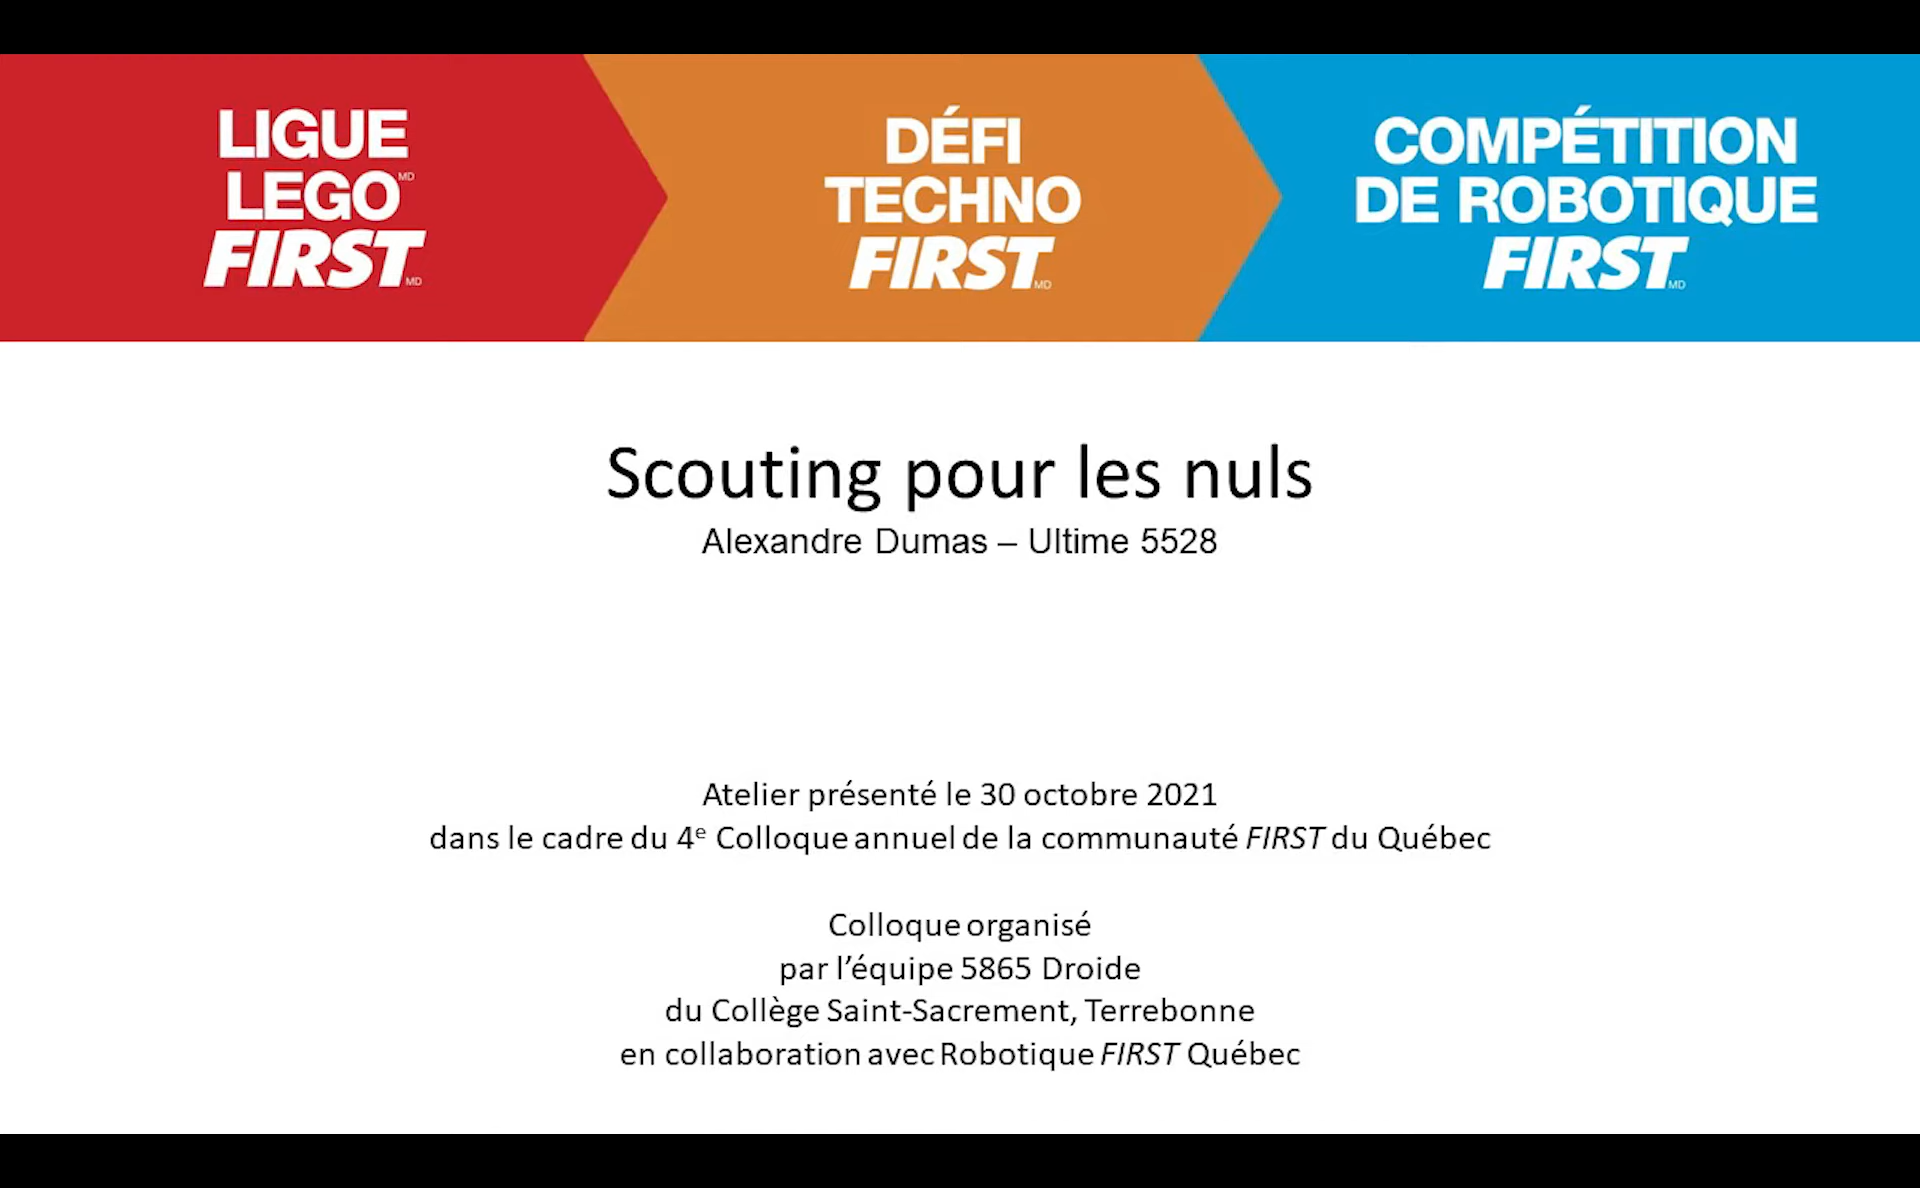 LIGUE
LEGO MD
FIRST MD
DÉFI
TECHNO
FIRST MD
COMPÉTITION
DE ROBOTIQUE
FIRST MD
Scouting pour les nuls
Alexandre Dumas – Ultime 5528
Atelier présenté le 30 octobre 2021
dans le cadre du 4e Colloque annuel de la communauté FIRST du Québec
Colloque organisé
par l’équipe 5865 Droide
du Collège Saint-Sacrement, Terrebonne
en collaboration avec Robotique FIRST Québec